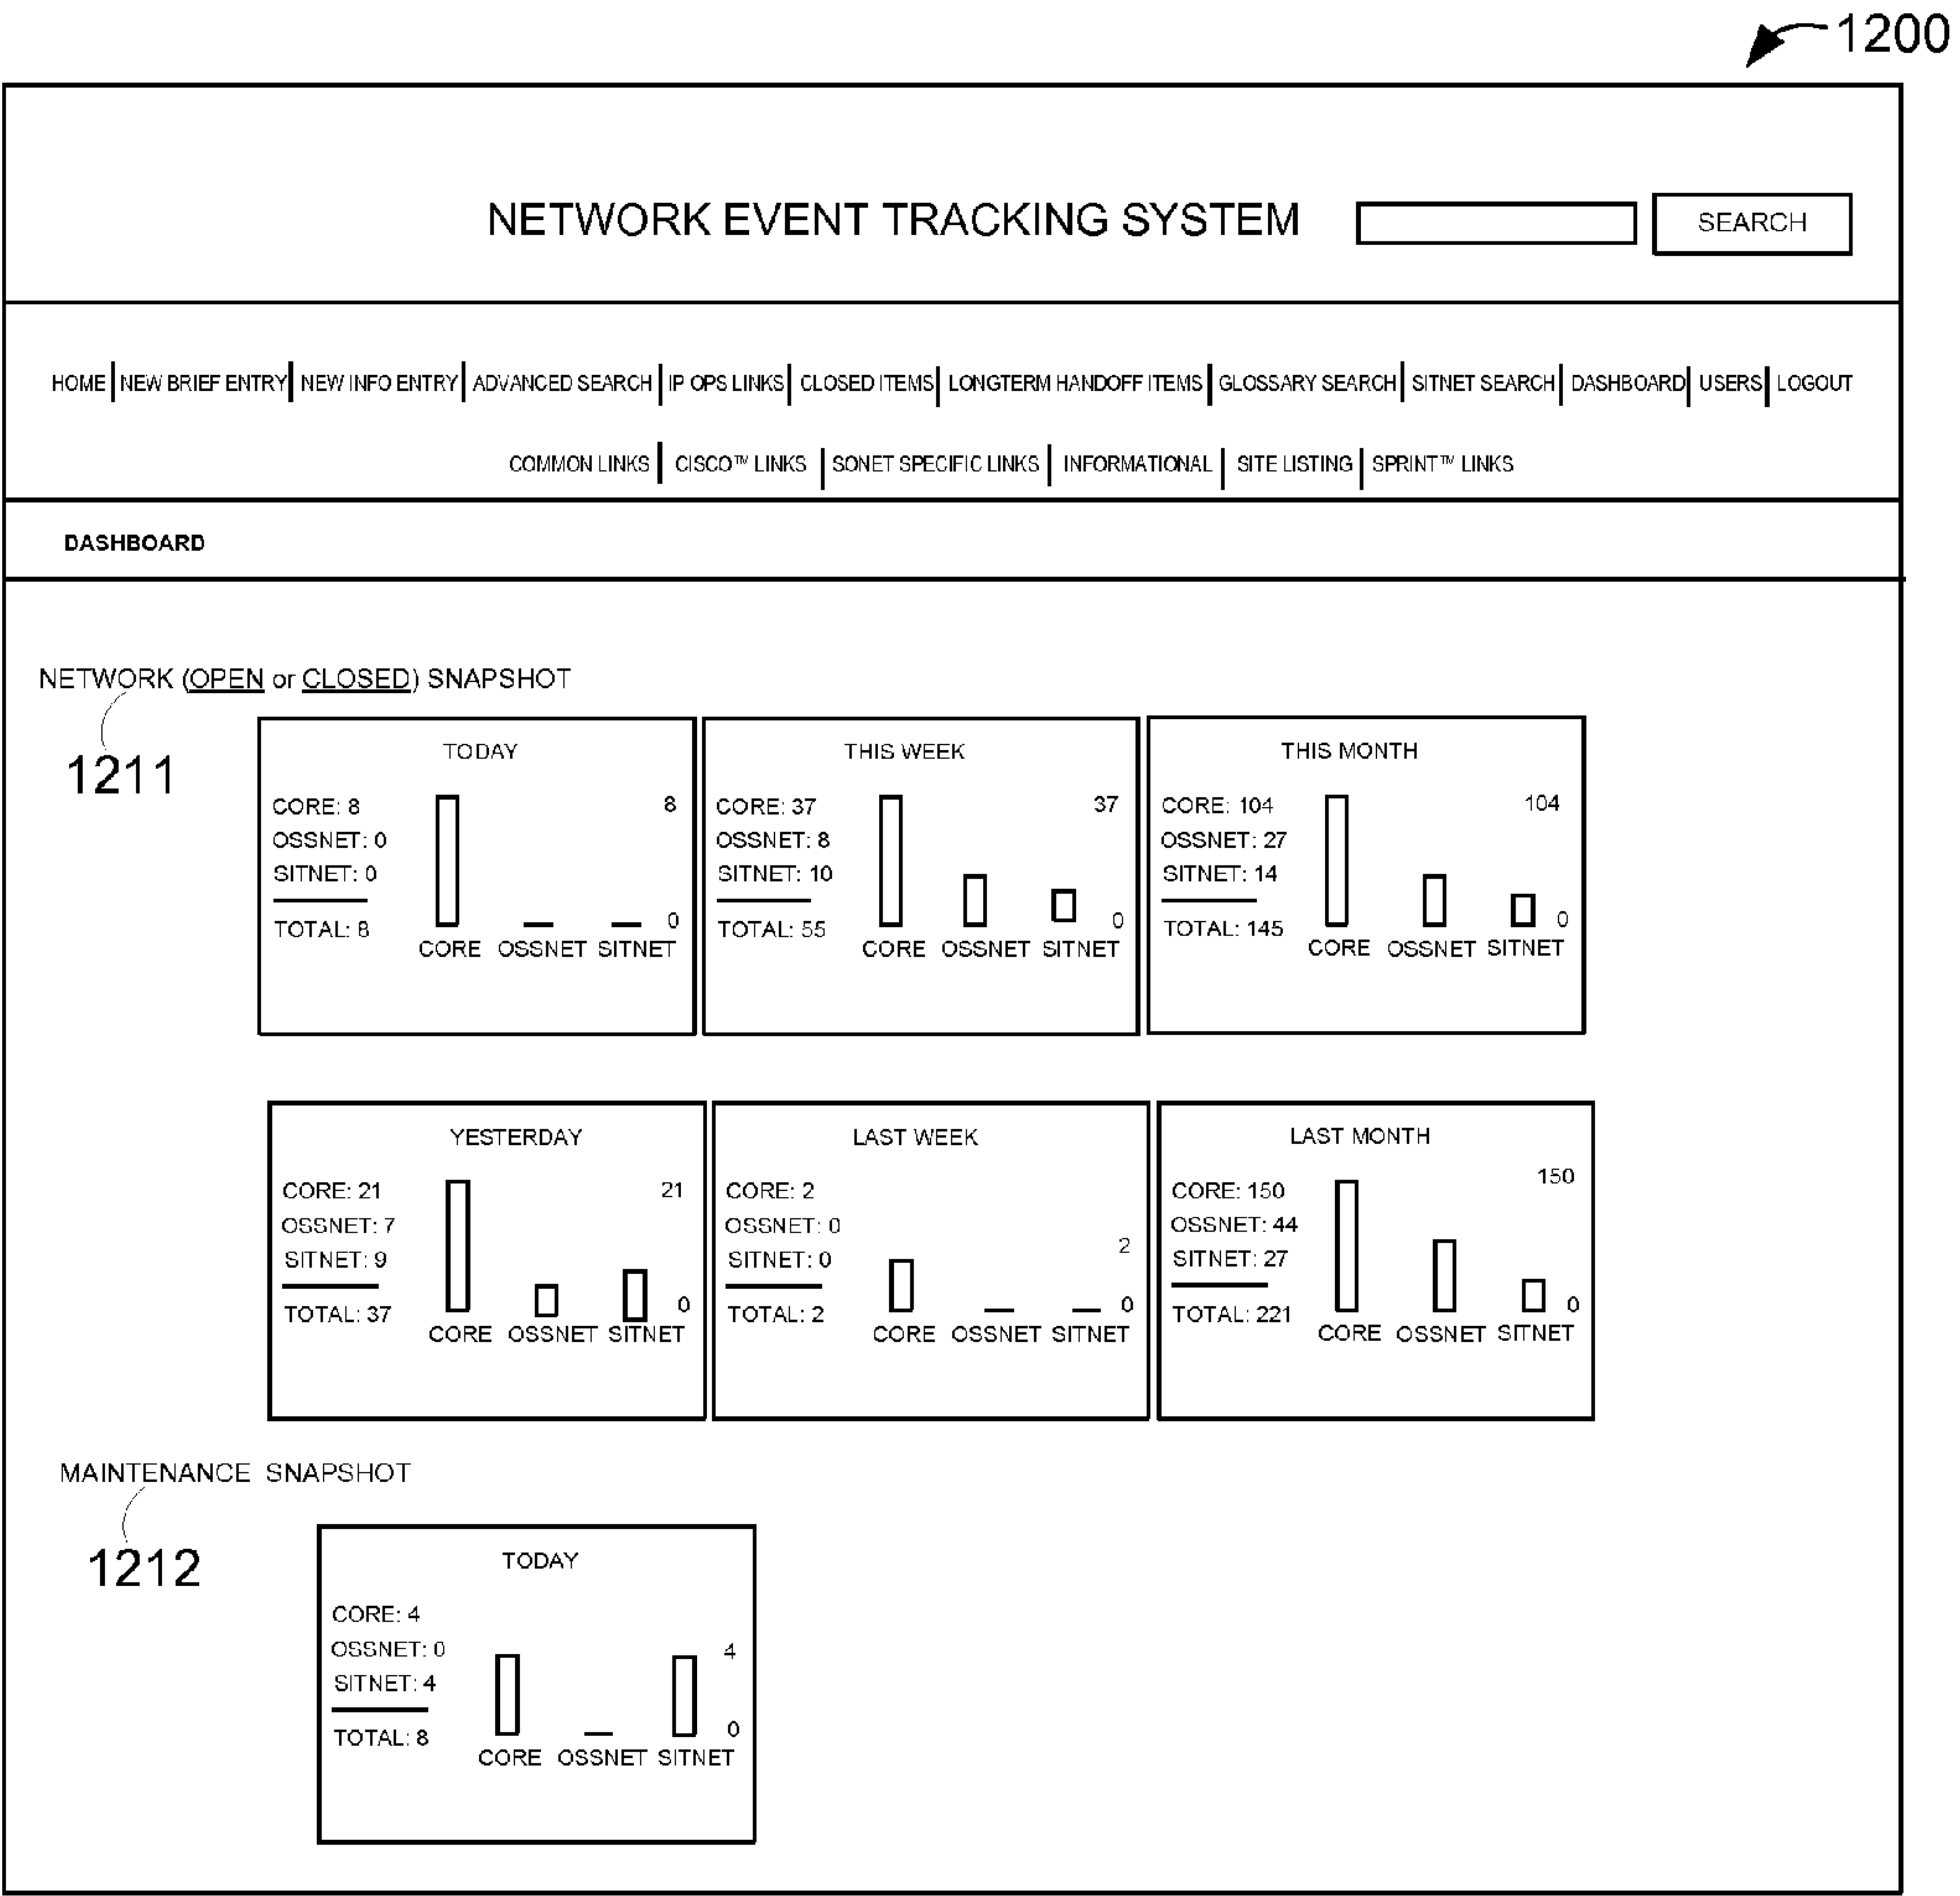 1200
NETWORK EVENT TRACKING SYSTEM
SEARCH
HOME NEW BRIEF ENTRY NEW INFO ENTRY ADVANCED SEARCH IP OPS LINKS CLOSED ITEMS LONGTERM HANDOFF ITEMS GLOSSARY SEARCH SITNET SEARCH DASHBOARD USERS LOGOUT
COMMON LINKS CISCO™ LINKS SONET SPECIFIC LINKS INFORMATIONAL SITE LISTING SPRINT™ LINKS
DASHBOARD
NETWORK (OPEN or CLOSED) SNAPSHOT
1211
TODAY
CORE: 8
OSSNET: 0
SITNET: 0
TOTAL: 8
8
0
CORE OSSNET SITNET
THIS WEEK
CORE: 37
OSSNET: 8
SITNET: 10
TOTAL: 55
37
0
CORE OSSNET SITNET
THIS MONTH
CORE: 104
OSSNET: 27
SITNET: 14
TOTAL: 145
104
0
CORE OSSNET SITNET
YESTERDAY
CORE: 21
OSSNET: 7
SITNET: 9
TOTAL: 37
21
0
CORE OSSNET SITNET
LAST WEEK
CORE: 2
OSSNET: 0
SITNET: 0
TOTAL: 2
2
0
CORE OSSNET SITNET
LAST MONTH
CORE: 150
OSSNET: 44
SITNET: 27
TOTAL: 221
150
0
CORE OSSNET SITNET
MAINTENANCE SNAPSHOT
1212
TODAY
CORE: 4
OSSNET: 0
SITNET: 4
TOTAL: 8
4
0
CORE OSSNET SITNET